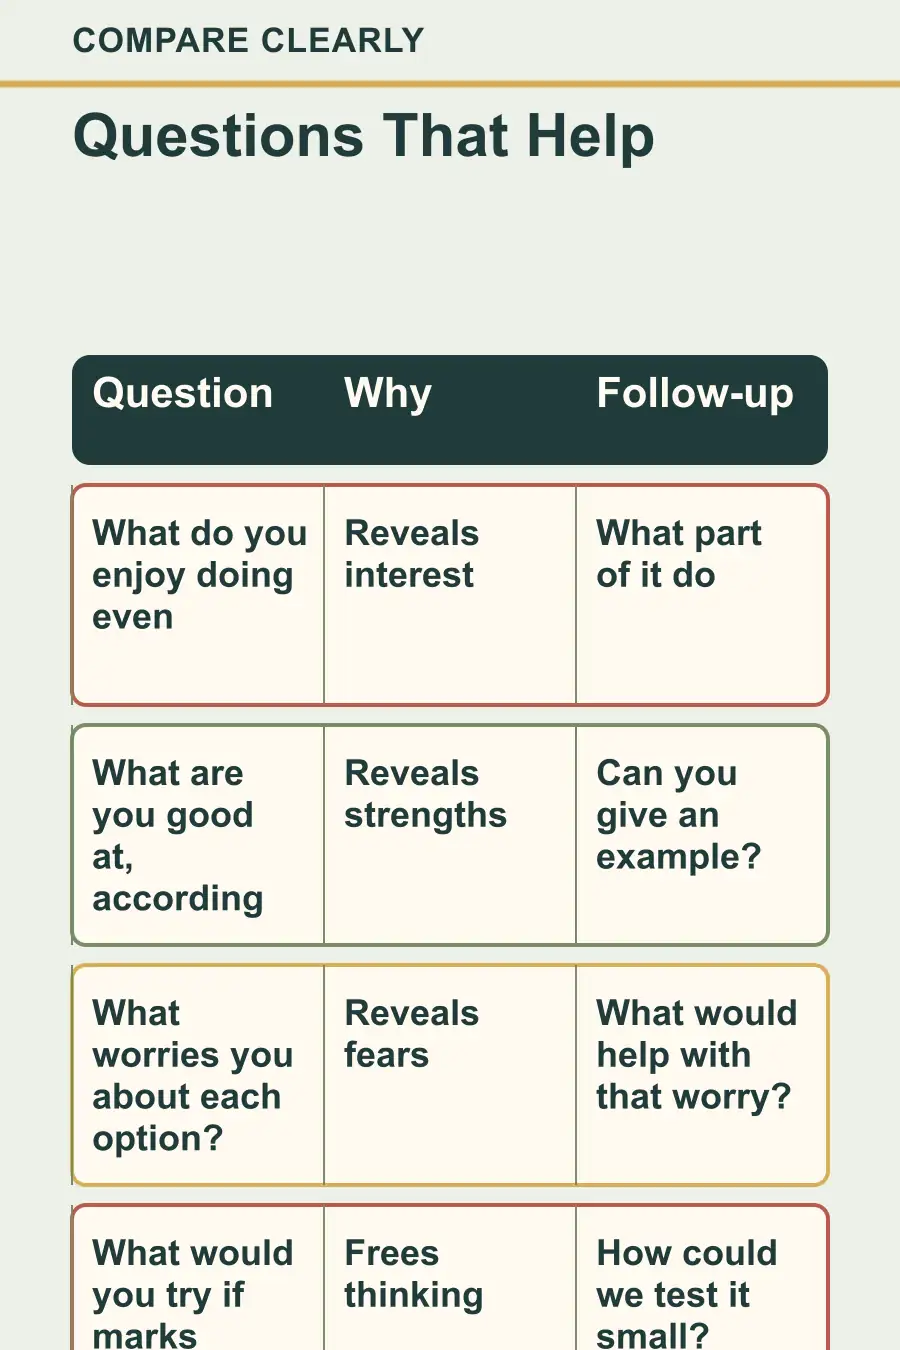 COMPARE CLEARLY
Questions That Help
Question Why Follow-up
What do you
enjoy doing
even
Reveals
interest
What part
of it do
What are
you good
at,
according
Reveals
strengths
Can you
give an
example?
What
worries you
about each
option?
Reveals
fears
What would
help with
that worry?
What would
you try if
marks
Frees
thinking
How could
we test it
small?